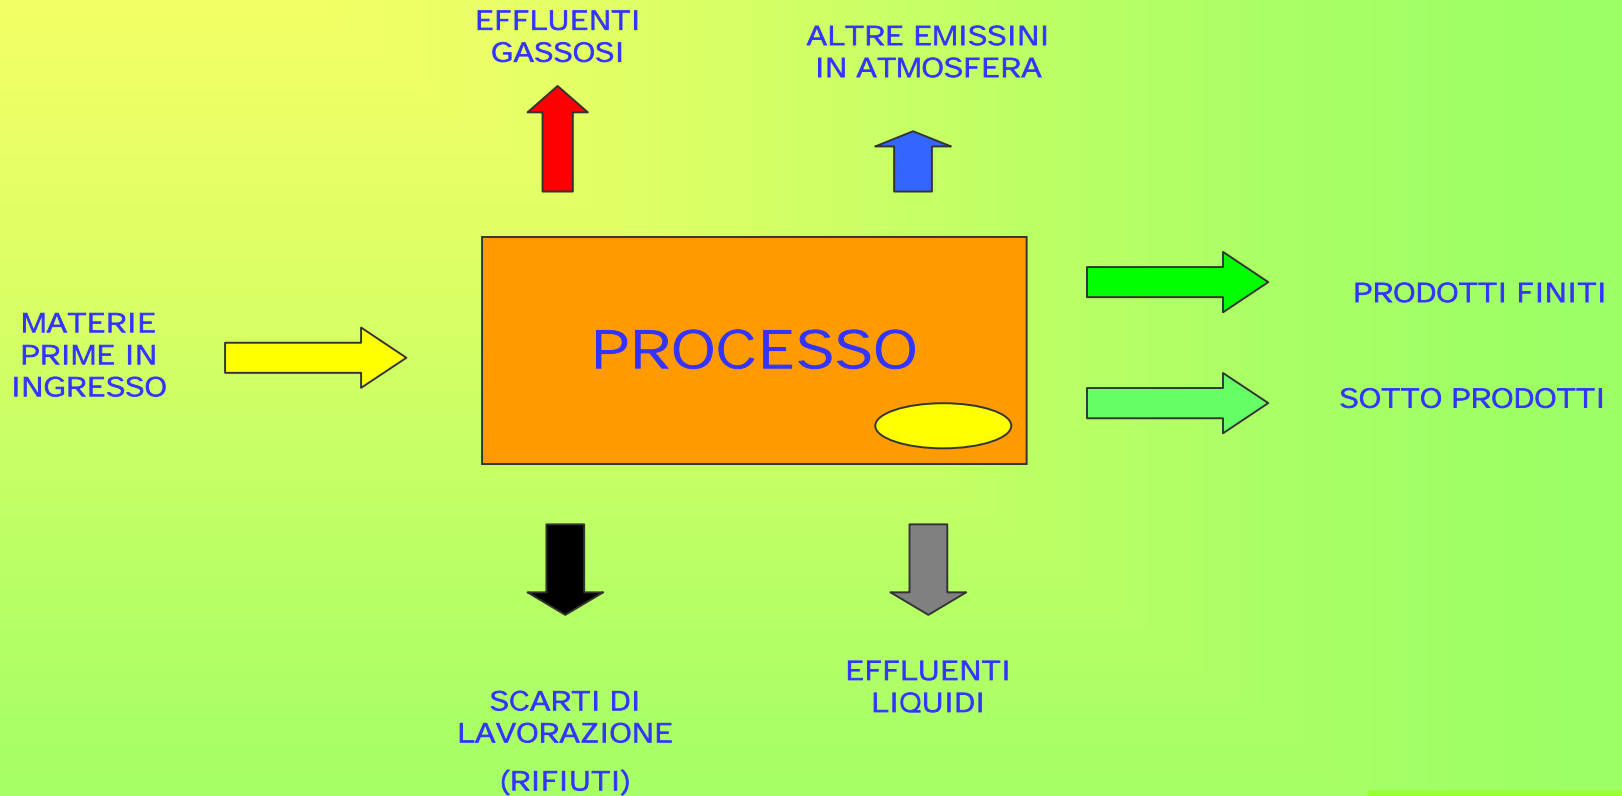 EFFLUENTI
GASSOSI
ALTRE EMISSINI
IN ATMOSFERA
MATERIE
PRIME IN
INGRESSO
PROCESSO
PRODOTTI FINITI
SOTTO PRODOTTI
SCARTI DI
LAVORAZIONE
(RIFIUTI)
EFFLUENTI
LIQUIDI